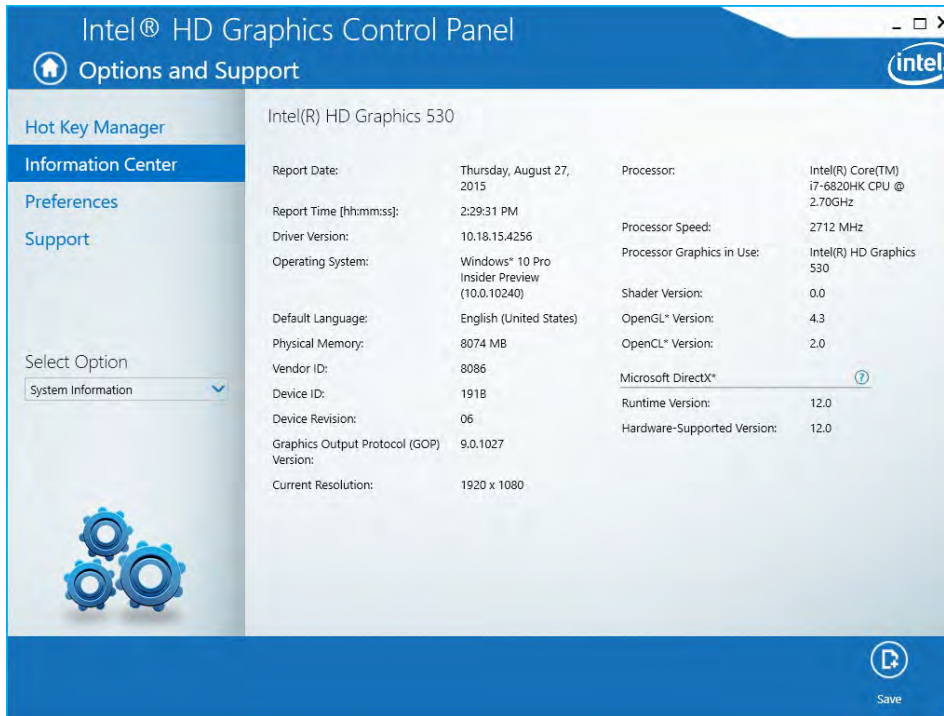 Intel® HD Graphics Control Panel
Options and Support
intel
Hot Key Manager
Information Center
Preferences
Support
Select Option
System Information
Intel(R) HD Graphics 530
Report Date: Thursday, August 27,
2015
Report Time [hh:mm:ss]: 2:29:31 PM
Driver Version: 10.18.15.4256
Operating System: Windows* 10 Pro
Insider Preview
(10.0.10240)
Default Language: English (United States)
Physical Memory: 8074 MB
Vendor ID: 8086
Device ID: 191B
Device Revision: 06
Graphics Output Protocol (GOP) 9.0.1027
Version:
Current Resolution: 1920 x 1080
Processor: Intel(R) Core(TM)
i7-6820HK CPU @
2.70GHz
Processor Speed: 2712 MHz
Processor Graphics in Use: Intel(R) HD Graphics
530
Shader Version: 0.0
OpenGL* Version: 4.3
OpenCL* Version: 2.0
Microsoft DirectX* ?
Runtime Version: 12.0
Hardware-Supported Version: 12.0
Save